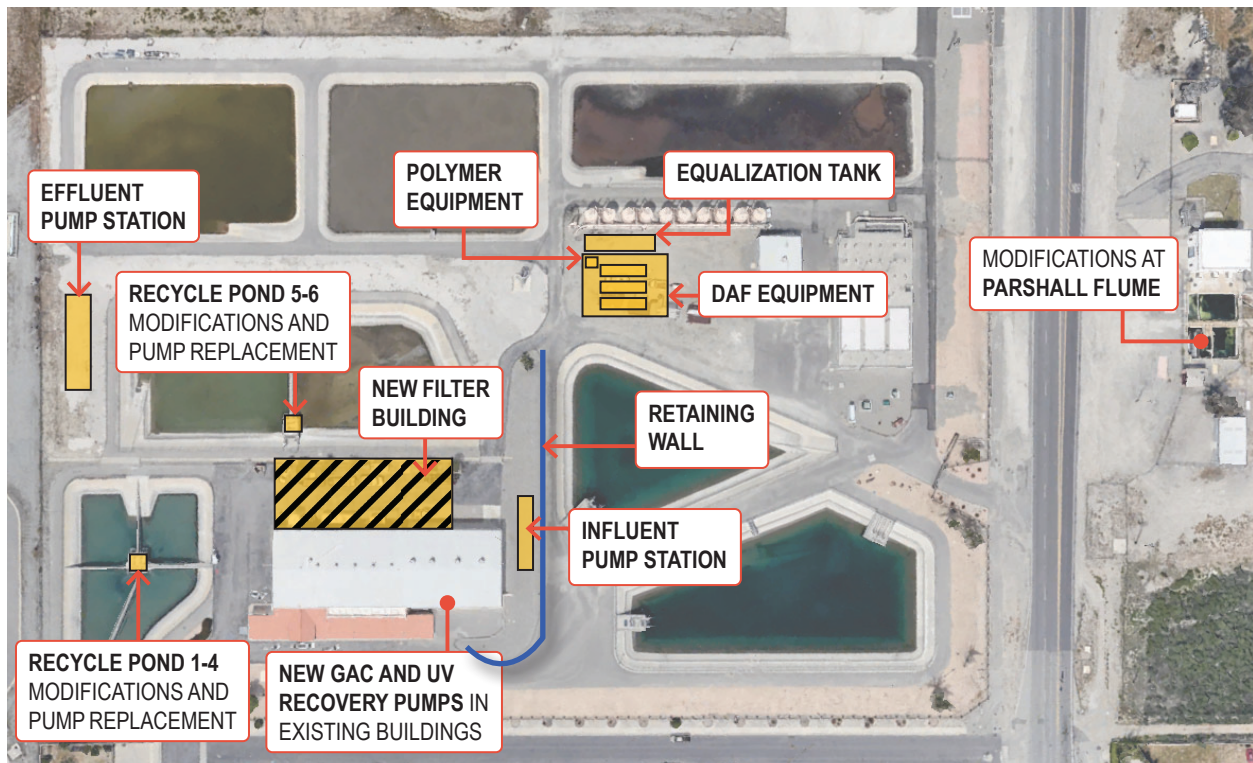 POLYMER
EQUIPMENT
EQUALIZATION TANK
EFFLUENT
PUMP STATION
MODIFICATIONS AT
PARSHALL FLUME
RECYCLE POND 5-6
MODIFICATIONS AND
PUMP REPLACEMENT
DAF EQUIPMENT
NEW FILTER
BUILDING
RETAINING
WALL
INFLUENT
PUMP STATION
RECYCLE POND 1-4
MODIFICATIONS AND
PUMP REPLACEMENT
NEW GAC AND UV
RECOVERY PUMPS IN
EXISTING BUILDINGS